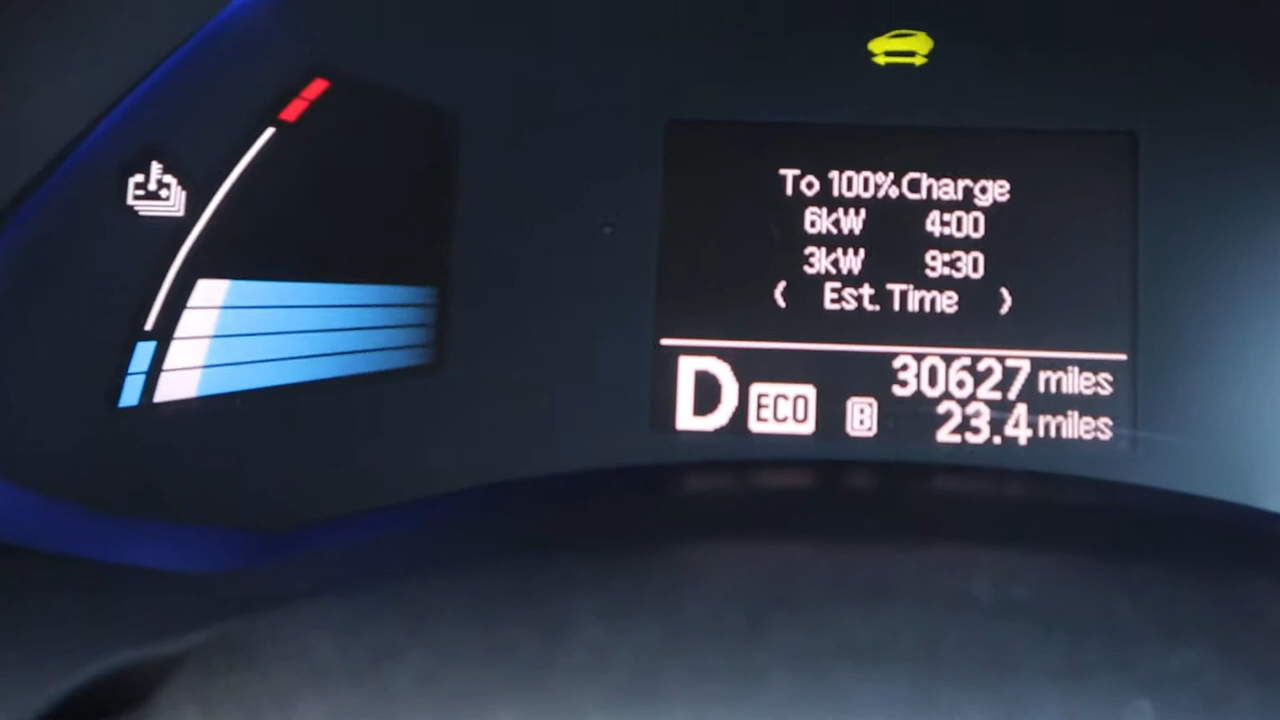 To 100% Charge
6kW 4:00
3kW 9:30
( Est. Time )
D ECO B 30627 miles
23.4 miles